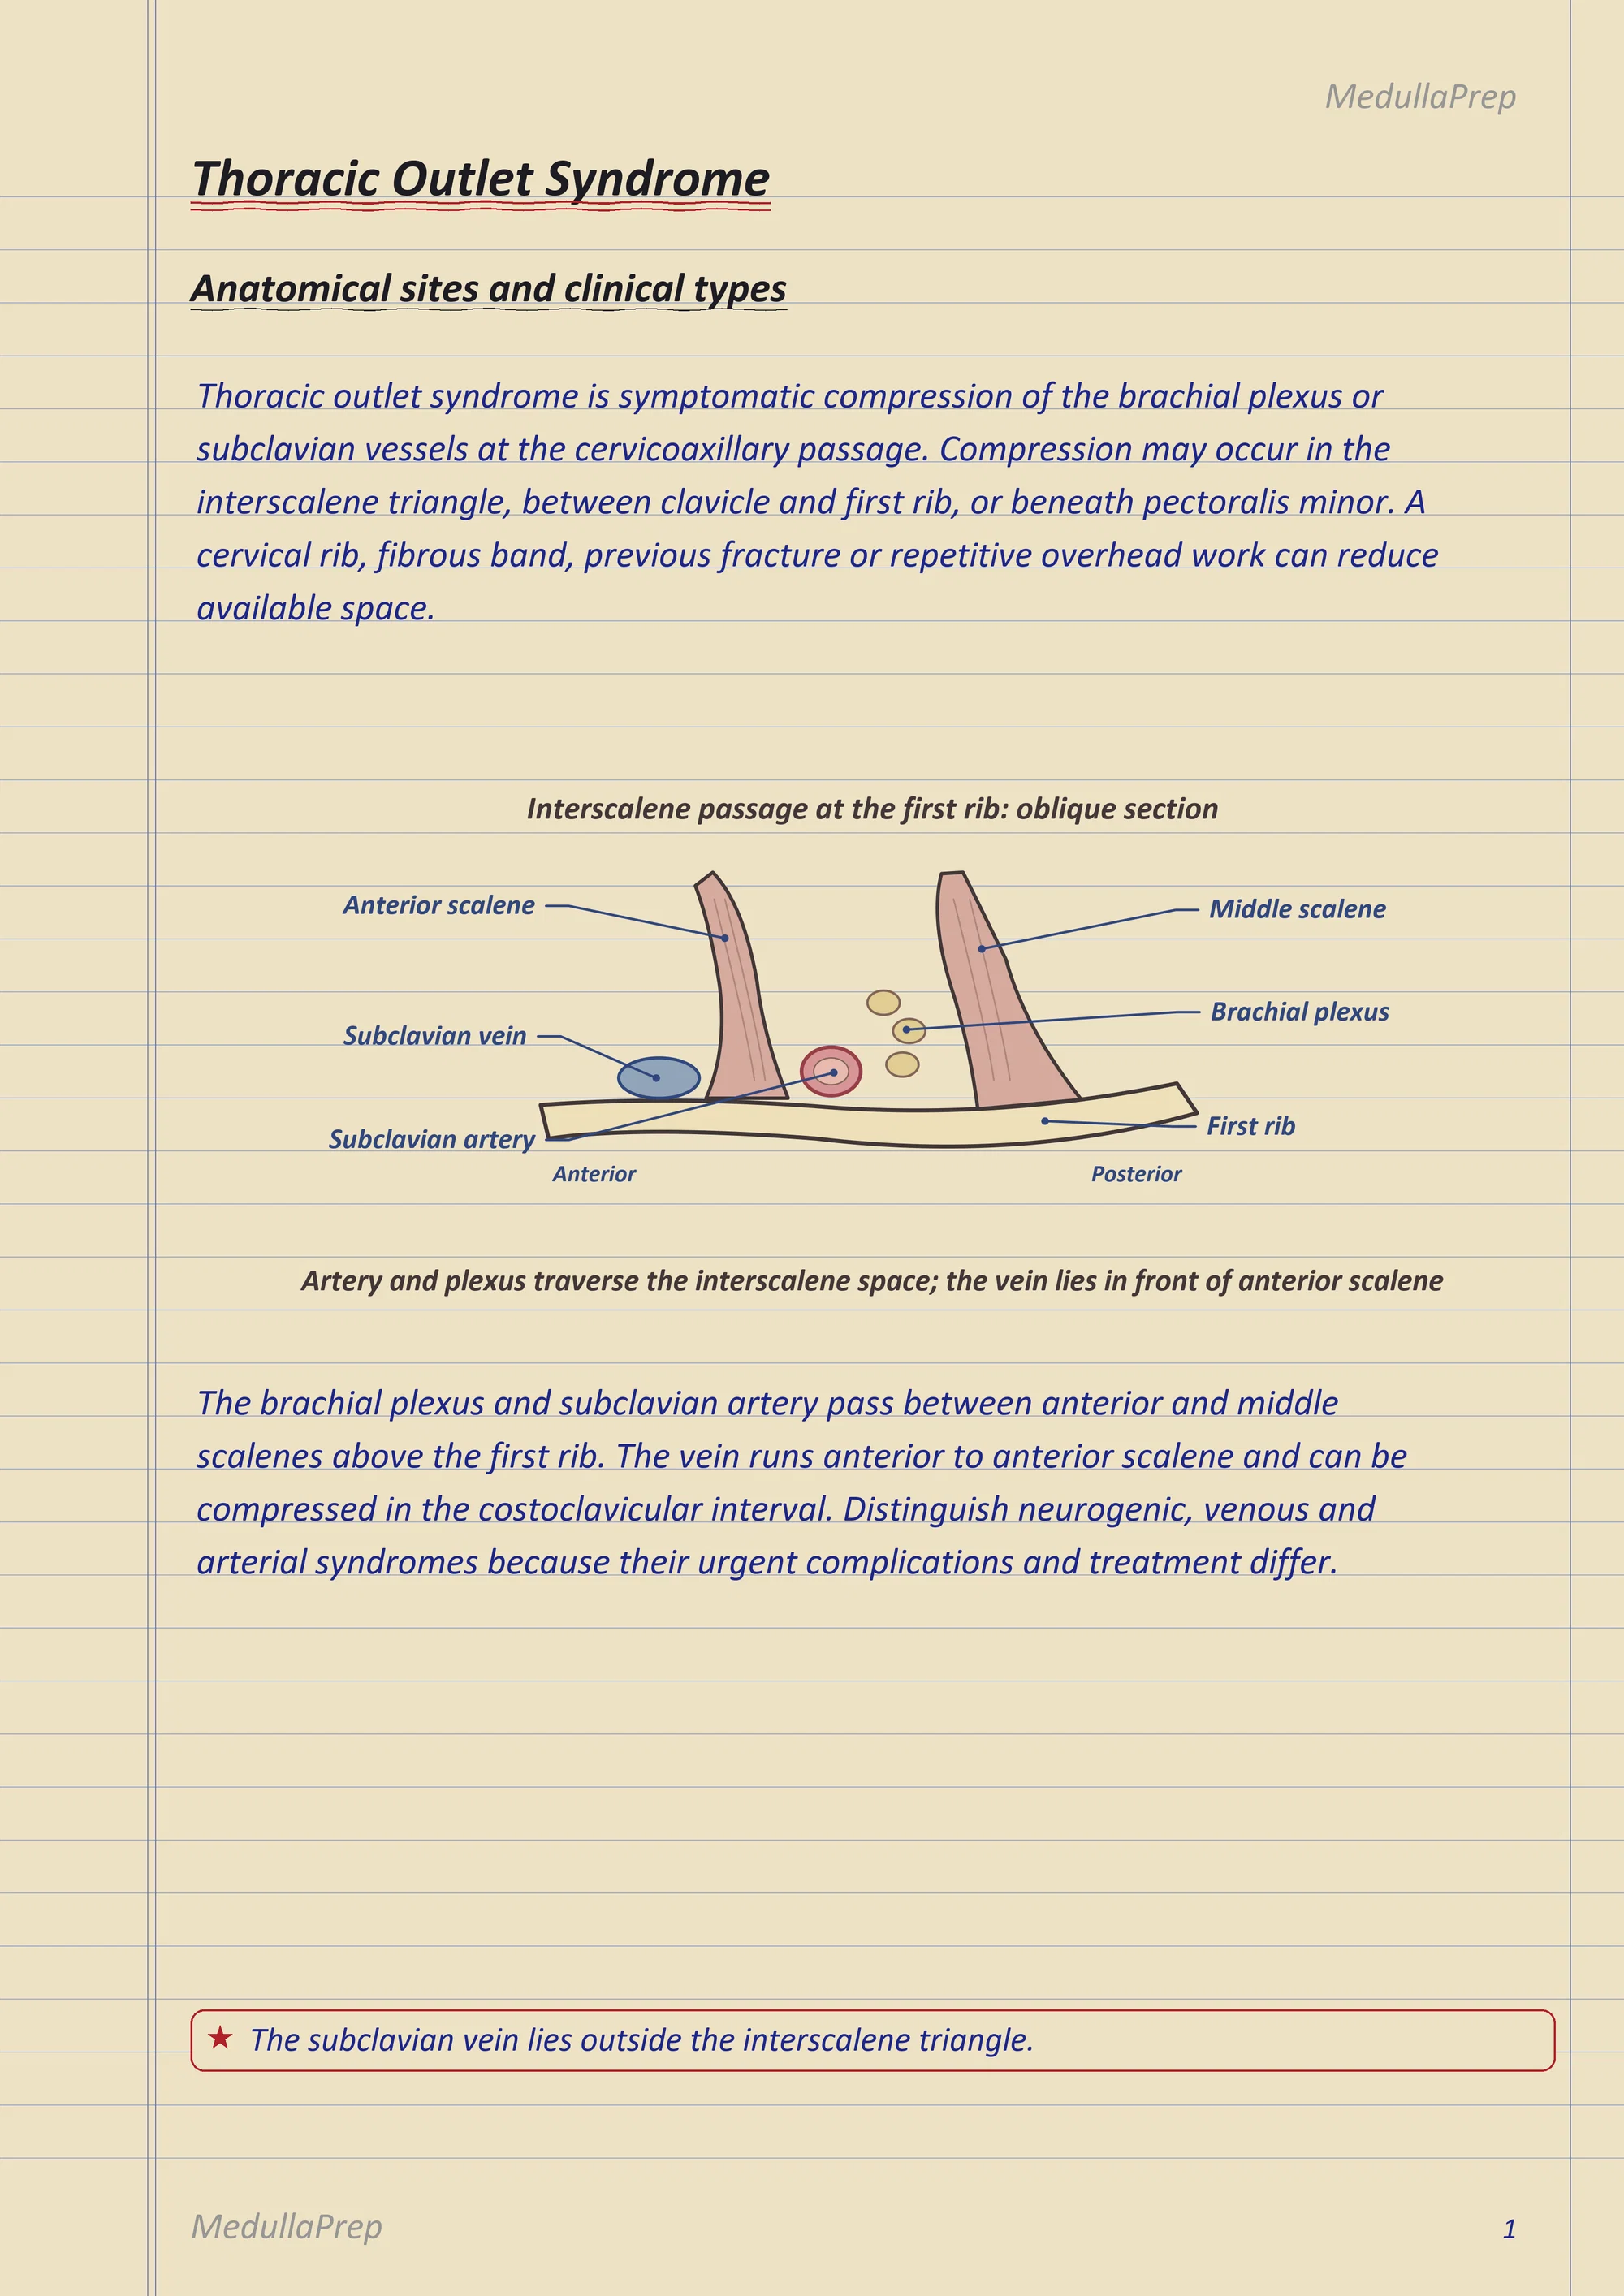 MedullaPrep
Thoracic Outlet Syndrome
Anatomical sites and clinical types
Thoracic outlet syndrome is symptomatic compression of the brachial plexus or
subclavian vessels at the cervicoaxillary passage. Compression may occur in the
interscalene triangle, between clavicle and first rib, or beneath pectoralis minor. A
cervical rib, fibrous band, previous fracture or repetitive overhead work can reduce
available space.
Interscalene passage at the first rib: oblique section
Anterior scalene
Middle scalene
Brachial plexus
Subclavian vein
First rib
Subclavian artery
Anterior
Posterior
Artery and plexus traverse the interscalene space; the vein lies in front of anterior scalene
The brachial plexus and subclavian artery pass between anterior and middle
scalenes above the first rib. The vein runs anterior to anterior scalene and can be
compressed in the costoclavicular interval. Distinguish neurogenic, venous and
arterial syndromes because their urgent complications and treatment differ.
★ The subclavian vein lies outside the interscalene triangle.
MedullaPrep
1